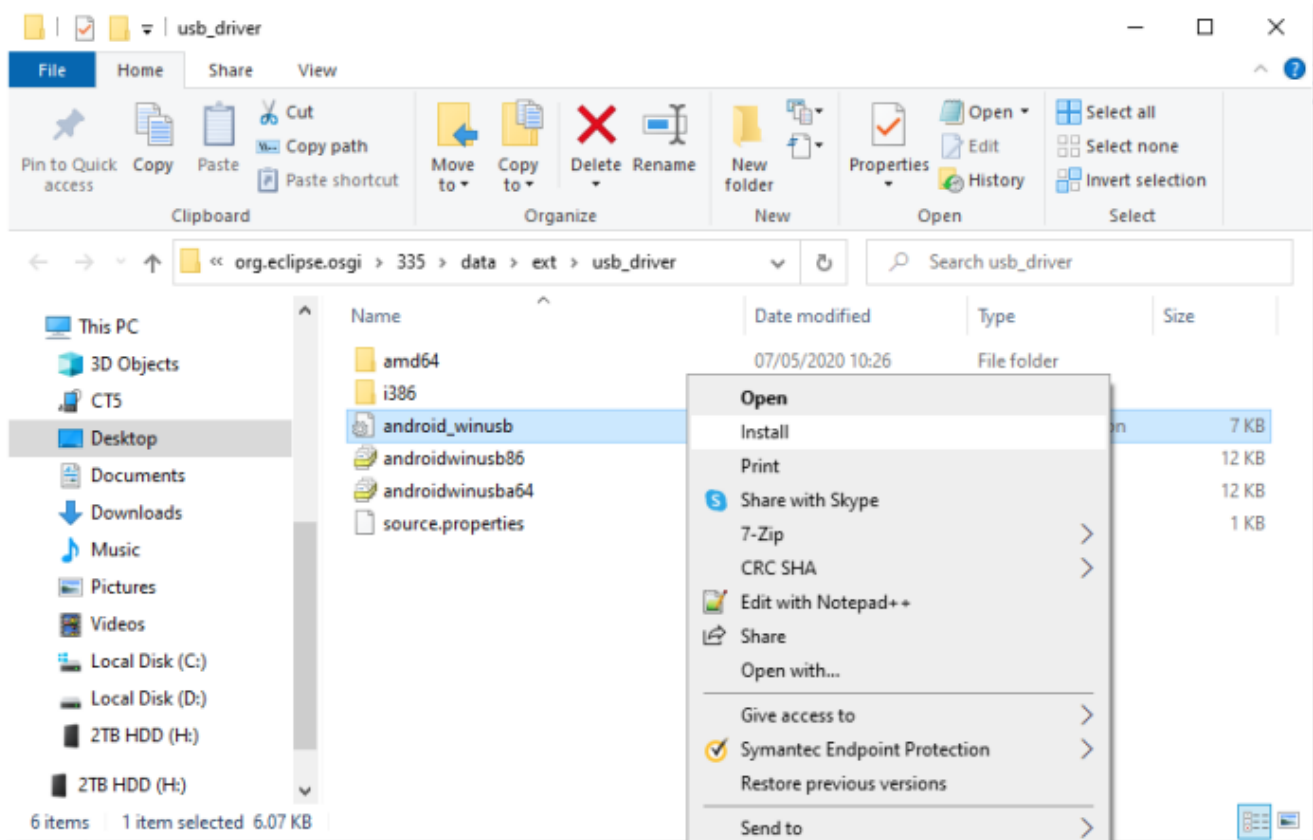 usb_driver
File Home Share View
Pin to Quick access
Copy
Paste
Cut
Copy path
Paste shortcut
Clipboard
Move to
Copy to
Delete
Rename
Organize
New folder
New
Properties
Open
Edit
History
Open
Select all
Select none
Invert selection
Select
« org.eclipse.osgi > 335 > data > ext > usb_driver
Search usb_driver
This PC
3D Objects
CT5
Desktop
Documents
Downloads
Music
Pictures
Videos
Local Disk (C:)
Local Disk (D:)
2TB HDD (H:)
2TB HDD (H:)
Name Date modified Type Size
amd64 07/05/2020 10:26 File folder
i386
android_winusb 7 KB
androidwinusb86 12 KB
androidwinusba64 12 KB
source.properties 1 KB
Open
Install
Print
Share with Skype
7-Zip
CRC SHA
Edit with Notepad++
Share
Open with...
Give access to
Symantec Endpoint Protection
Restore previous versions
Send to
6 items 1 item selected 6.07 KB